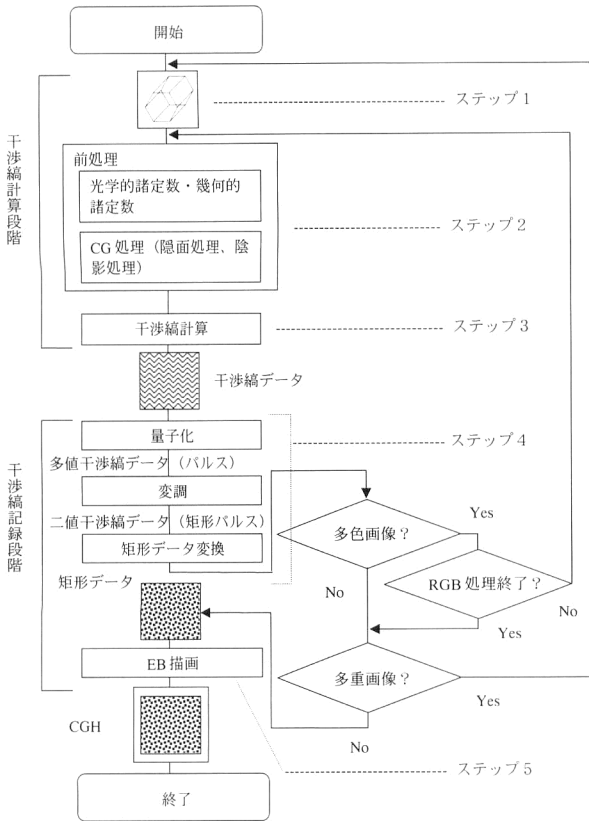 開始
ステップ1
干渉縞計算段階
前処理
光学的諸定数・幾何的
諸定数
ステップ2
CG 処理(隠面処理、陰
影処理)
干渉縞計算
ステップ3
干渉縞データ
干渉縞記録段階
量子化
ステップ4
多値干渉縞データ(パルス)
変調
二値干渉縞データ(矩形パルス)
矩形データ変換
多色画像?
Yes
No
RGB 処理終了?
No
Yes
矩形データ
EB 描画
多重画像?
Yes
No
CGH
ステップ5
終了